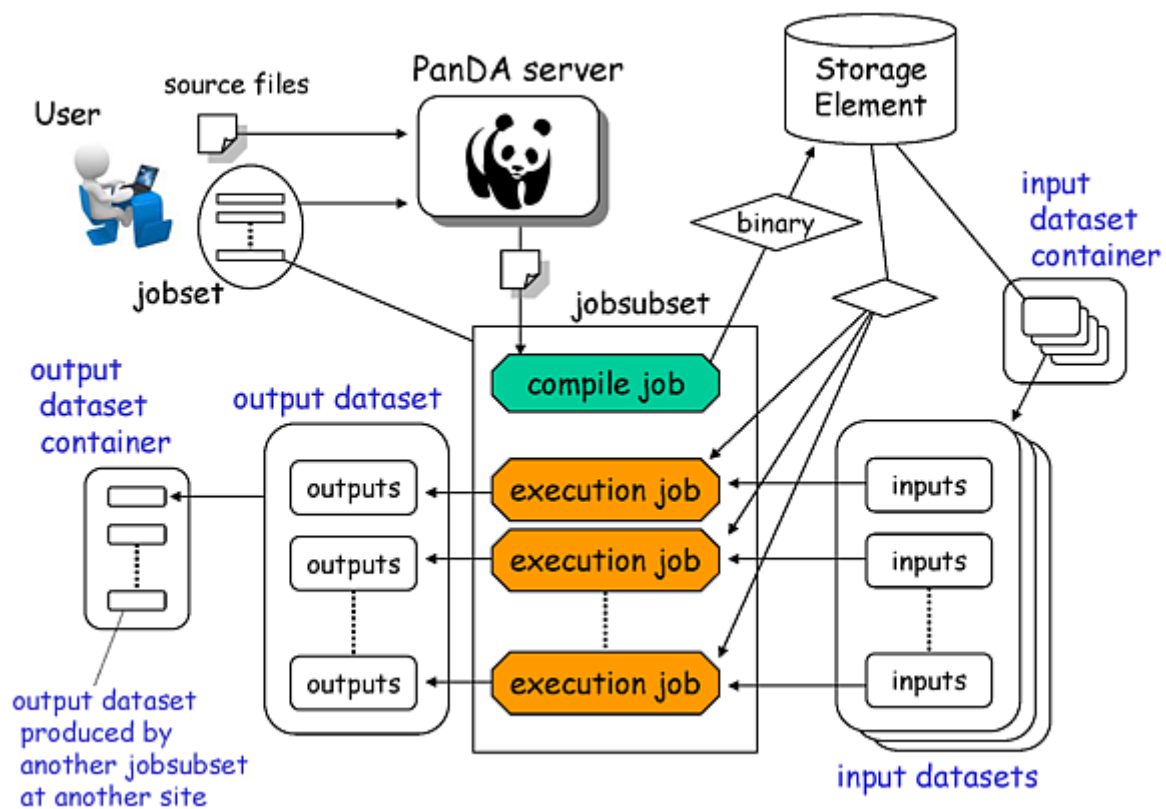 source files
PanDA server
Storage
Element
User
binary
input
dataset
container
jobset
jobsubset
output
dataset
container
output dataset
compile job
outputs
execution job
inputs
outputs
execution job
inputs
outputs
execution job
inputs
output dataset
produced by
another jobsubset
at another site
input datasets